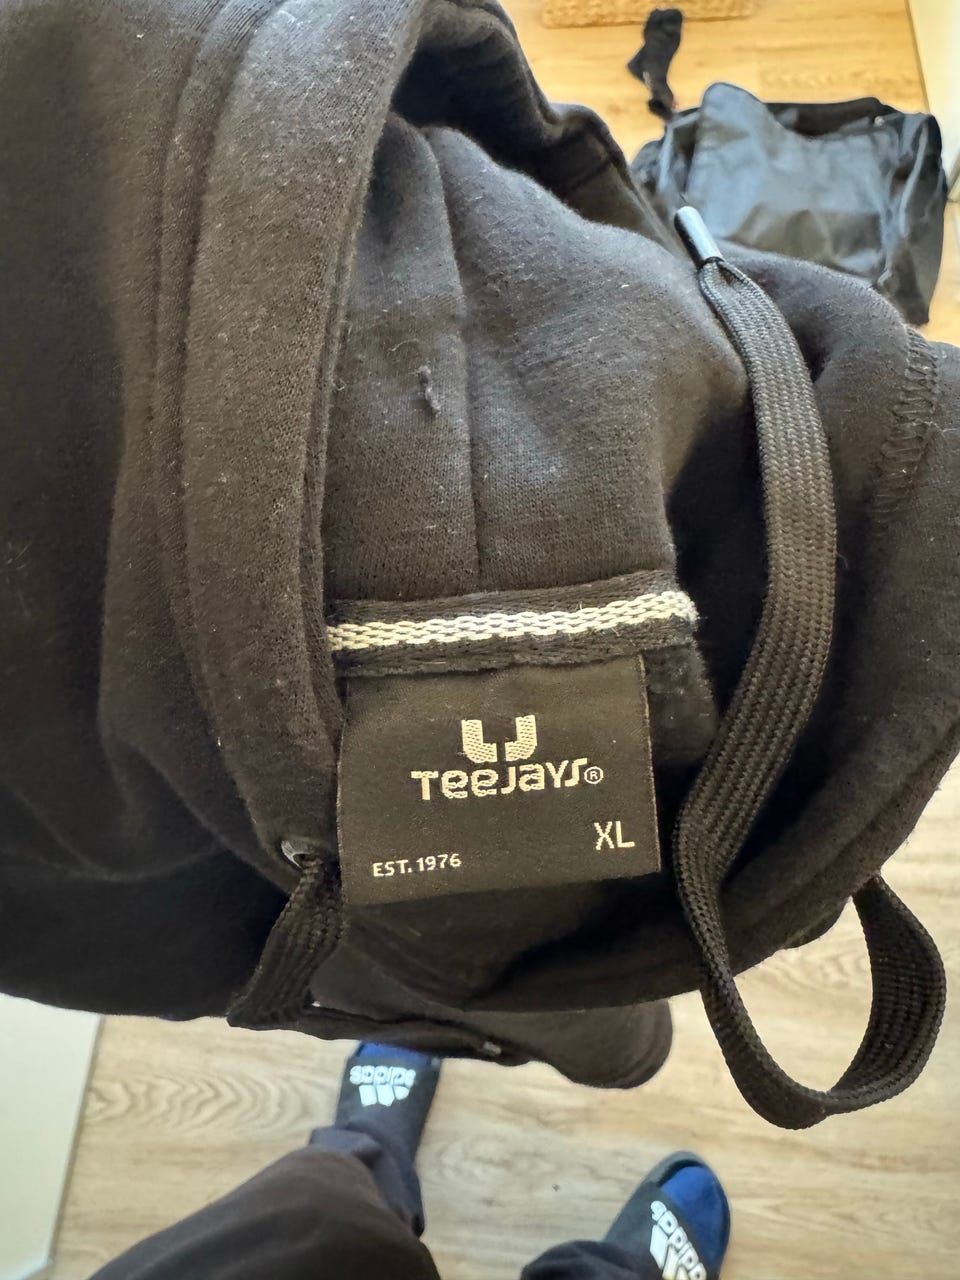 TEEJAYS®
XL
EST. 1976
adidas
adidas